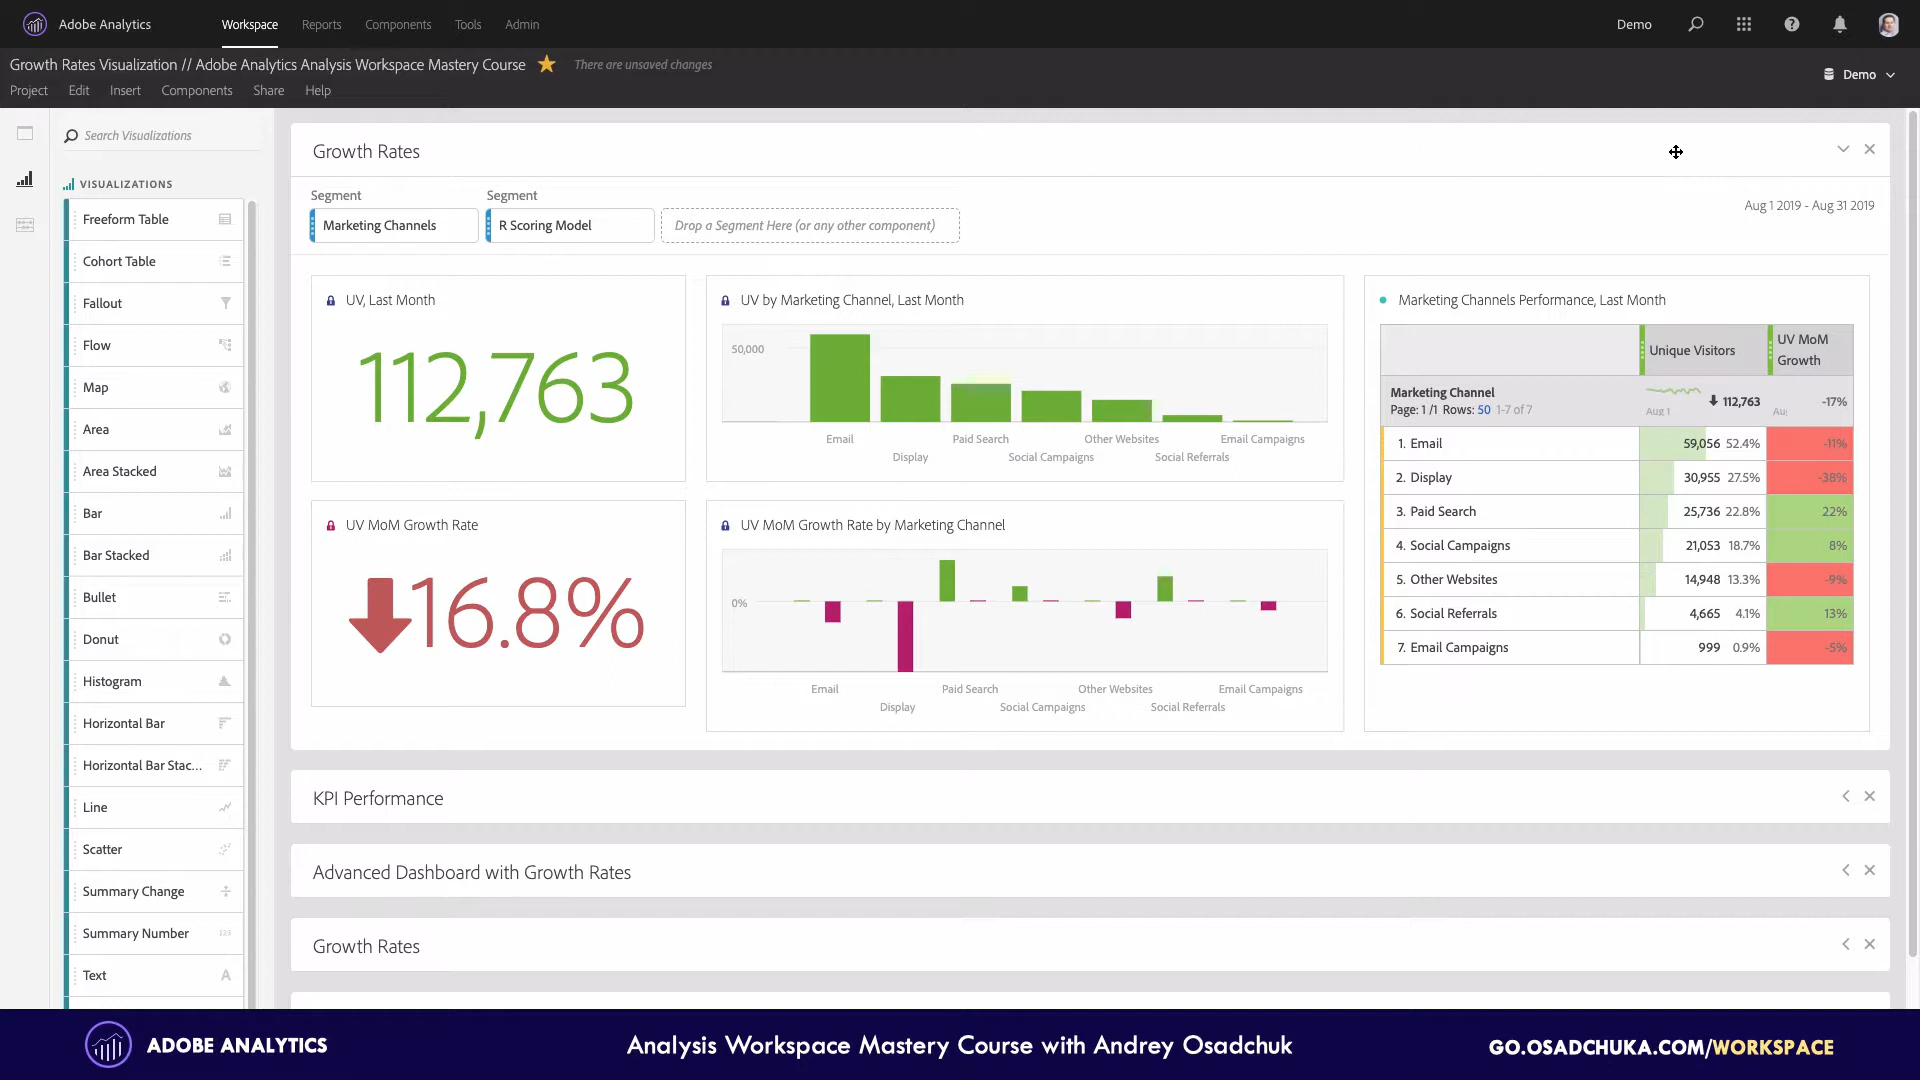 Adobe Analytics
Workspace
Reports
Components
Tools
Admin
Demo
Growth Rates Visualization // Adobe Analytics Analysis Workspace Mastery Course
There are unsaved changes
Demo
Project
Edit
Insert
Components
Share
Help
Search Visualizations
VISUALIZATIONS
Freeform Table
Cohort Table
Fallout
Flow
Map
Area
Area Stacked
Bar
Bar Stacked
Bullet
Donut
Histogram
Horizontal Bar
Horizontal Bar Stac...
Line
Scatter
Summary Change
Summary Number
123
Text
A
Growth Rates
Segment
Segment
Marketing Channels
R Scoring Model
Drop a Segment Here (or any other component)
Aug 1 2019 - Aug 31 2019
UV, Last Month
112,763
UV by Marketing Channel, Last Month
50,000
Email
Paid Search
Other Websites
Email Campaigns
Display
Social Campaigns
Social Referrals
UV MoM Growth Rate
16.8%
UV MoM Growth Rate by Marketing Channel
0%
Email
Paid Search
Other Websites
Email Campaigns
Display
Social Campaigns
Social Referrals
Marketing Channels Performance, Last Month
Unique Visitors
UV MoM
Growth
Marketing Channel
Page: 1 /1 Rows: 50 1-7 of 7
Aug 1
112,763
Au
-17%
1. Email 59,056 52.4% -11%
2. Display 30,955 27.5% -38%
3. Paid Search 25,736 22.8% 22%
4. Social Campaigns 21,053 18.7% 8%
5. Other Websites 14,948 13.3% -9%
6. Social Referrals 4,665 4.1% 13%
7. Email Campaigns 999 0.9% -5%
KPI Performance
Advanced Dashboard with Growth Rates
Growth Rates
ADOBE ANALYTICS
Analysis Workspace Mastery Course with Andrey Osadchuk
GO.OSADCHUKA.COM/WORKSPACE